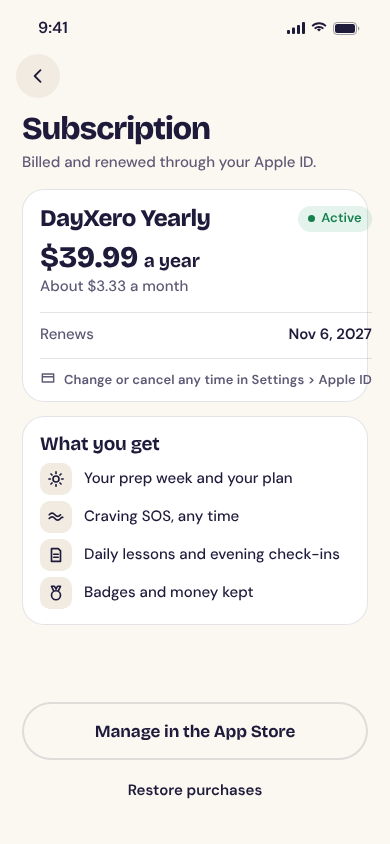 9:41
Subscription
Billed and renewed through your Apple ID.
DayXero Yearly
Active
$39.99 a year
About $3.33 a month
Renews
Nov 6, 2027
Change or cancel any time in Settings > Apple ID
What you get
Your prep week and your plan
Craving SOS, any time
Daily lessons and evening check-ins
Badges and money kept
Manage in the App Store
Restore purchases